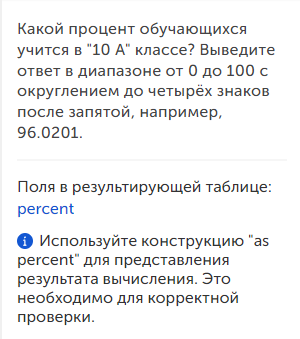 Какой процент обучающихся
учится в "10 A" классе? Выведите
ответ в диапазоне от 0 до 100 с
округлением до четырёх знаков
после запятой, например,
96.0201.
Поля в результирующей таблице:
percent
Используйте конструкцию "as
percent" для представления
результата вычисления. Это
необходимо для корректной
проверки.